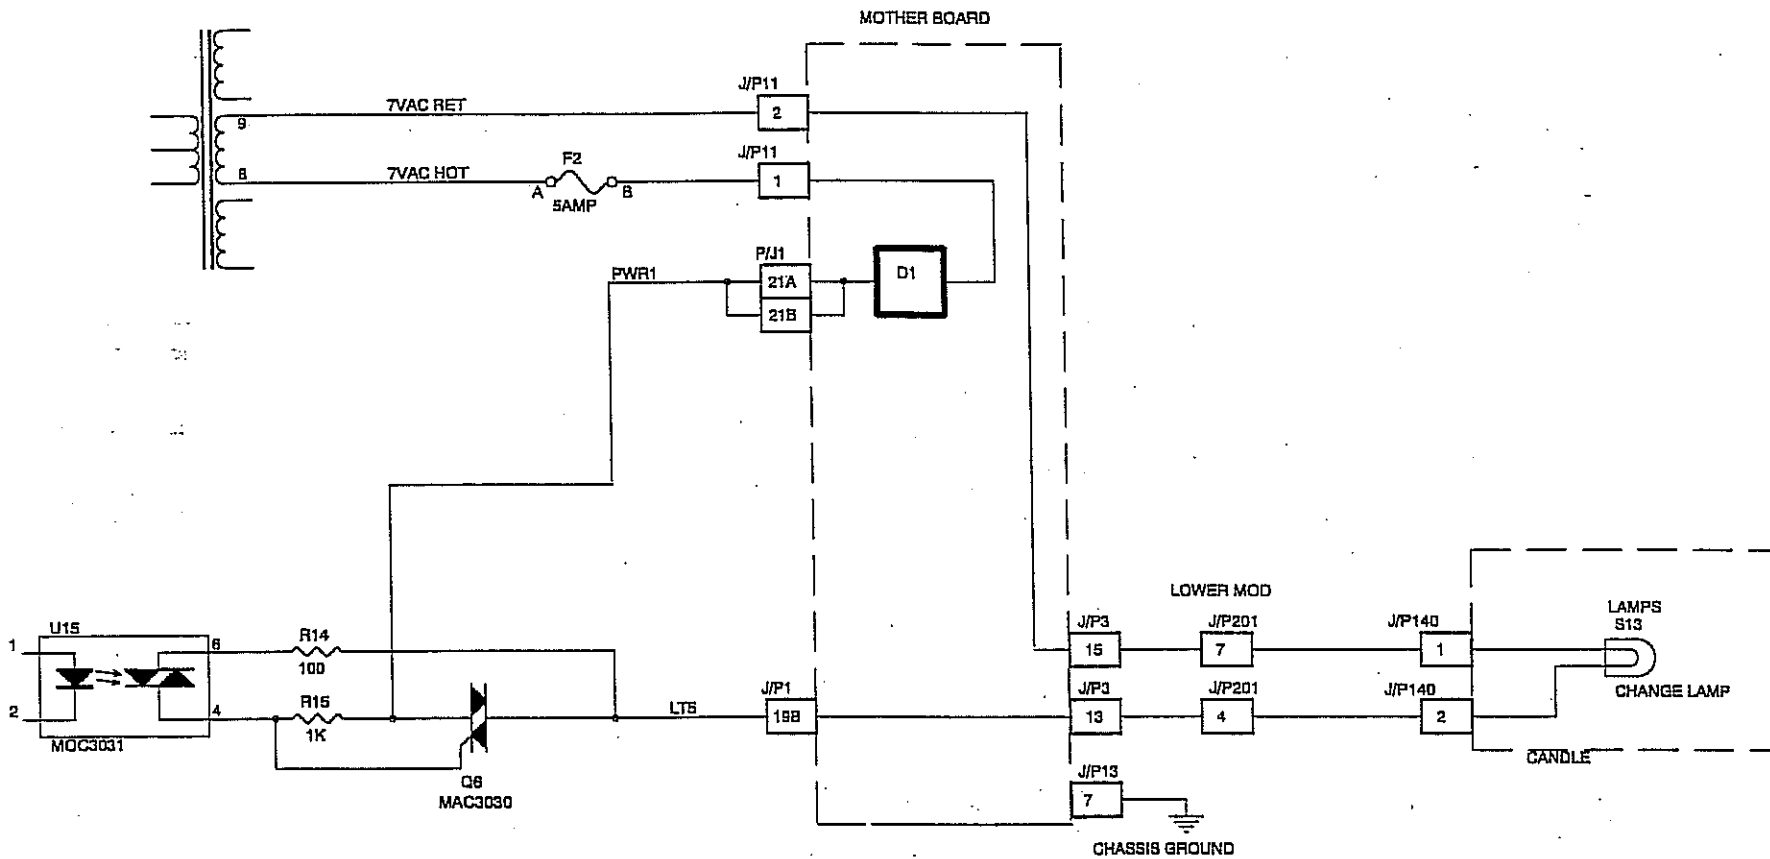 MOTHER BOARD
J/P11
7VAC RET
2
9
J/P11
F2
7VAC HOT
8
1
A
B
5AMP
P/J1
D1
PWR1
21A
21B
LOWER MOD
LAMPS
S13
U15
J/P3
J/P201
J/P140
1
6
R14
15
7
1
100
J/P1
J/P3
J/P201
J/P140
CHANGE LAMP
2
4
R15
LT5
19B
13
4
2
1K
MOC3031
CANDLE
Q6
MAC3030
J/P13
7
CHASSIS GROUND